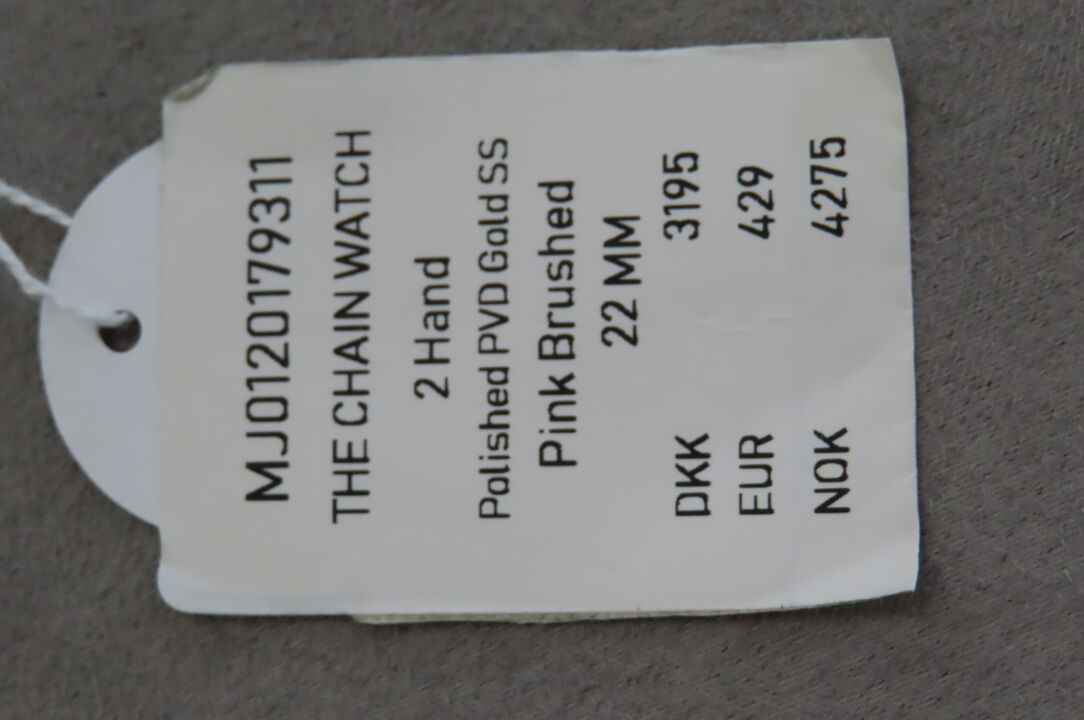 MJ0120179311
THE CHAIN WATCH
2 Hand
Polished PVD Gold SS
Pink Brushed
22 MM
DKK 3195
EUR 429
NOK 4275